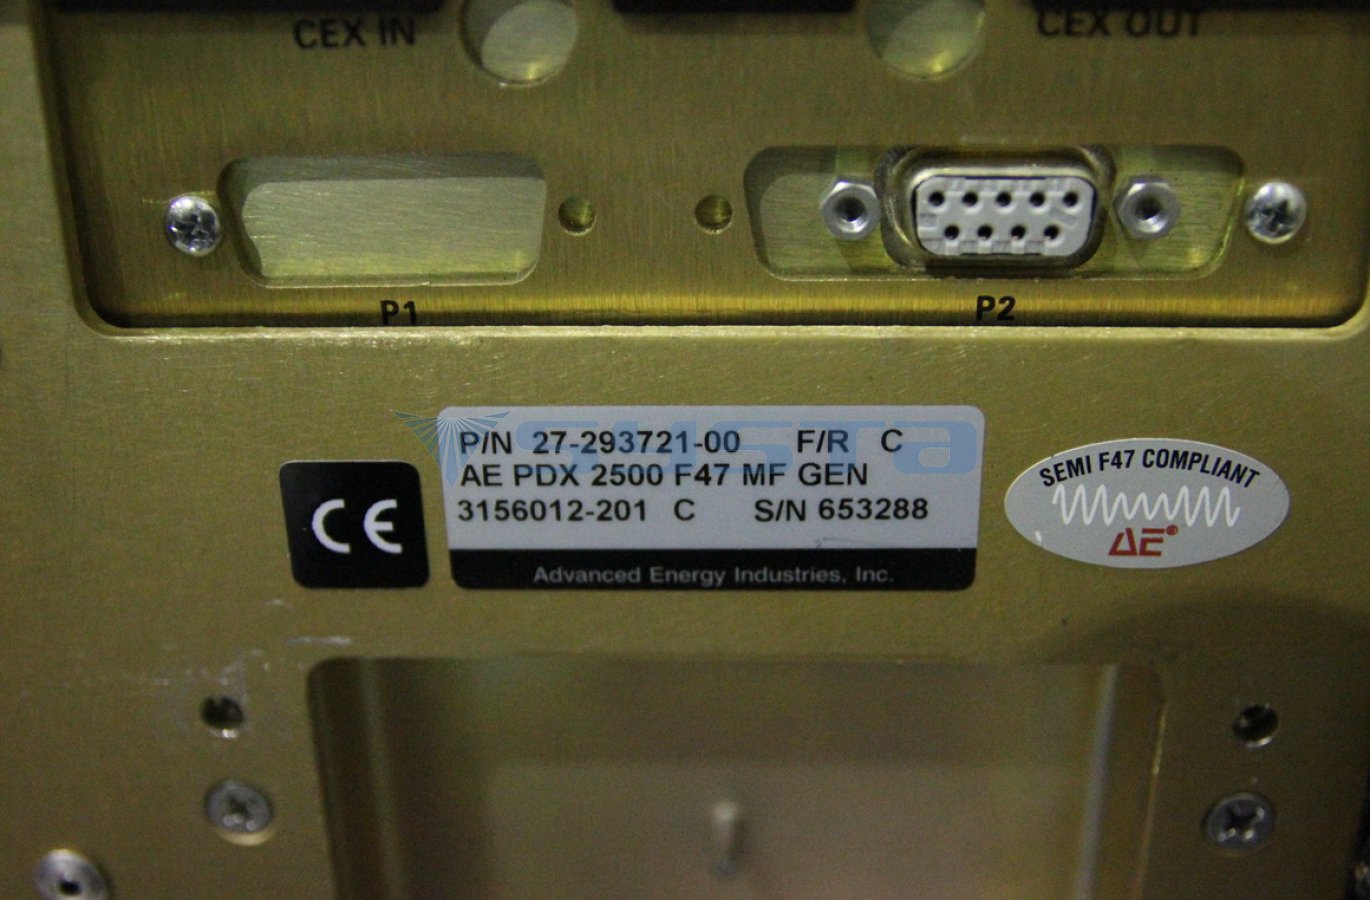 CEX IN
CEX OUT
P1
P2
P/N 27-293721-00 F/R C
AE PDX 2500 F47 MF GEN
3156012-201 C S/N 653288
Advanced Energy Industries, Inc.
CE
SEMI F47 COMPLIANT
AE®
sysTra